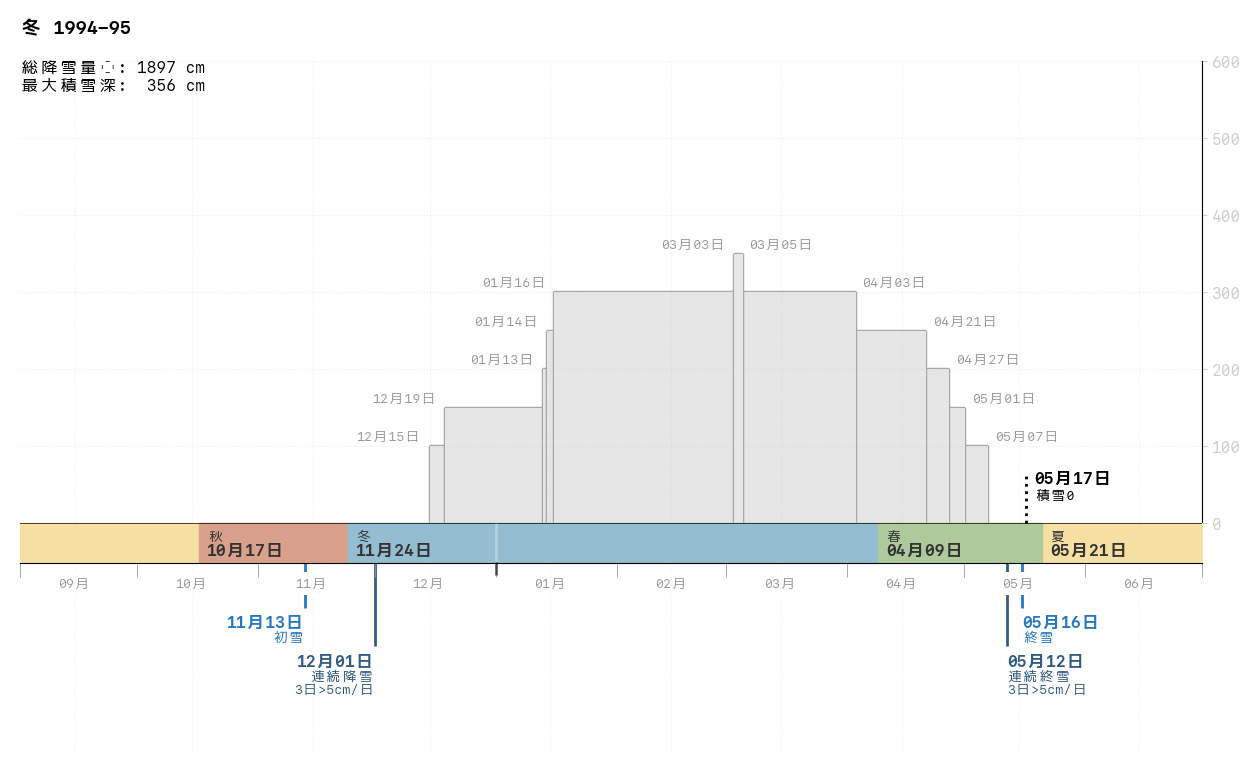 冬 1994–95
総降雪量: 1897 cm
最大積雪深: 356 cm
600
500
400
300
200
100
0
03月03日
03月05日
01月16日
04月03日
01月14日
04月21日
01月13日
04月27日
12月19日
05月01日
12月15日
05月07日
05月17日
積雪0
秋
10月17日
冬
11月24日
春
04月09日
夏
05月21日
09月
10月
11月
12月
01月
02月
03月
04月
05月
06月
11月13日
初雪
05月16日
終雪
12月01日
連続降雪
3日>5cm/日
05月12日
連続終雪
3日>5cm/日